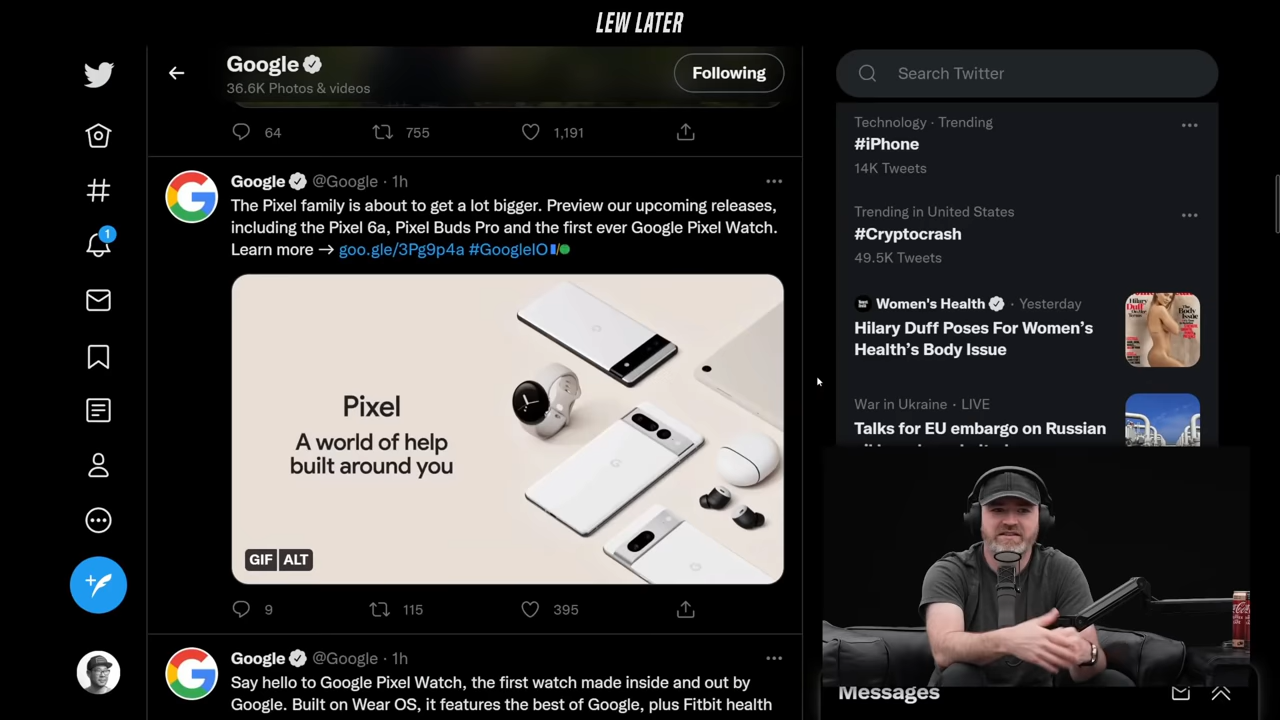 LEW LATER
Google
36.6K Photos & videos
Following
64
755
1,191
Google @Google · 1h
The Pixel family is about to get a lot bigger. Preview our upcoming releases,
including the Pixel 6a, Pixel Buds Pro and the first ever Google Pixel Watch.
Learn more → goo.gle/3Pg9p4a #GoogleIO
Pixel
A world of help
built around you
GIF ALT
9
115
395
Google @Google · 1h
Say hello to Google Pixel Watch, the first watch made inside and out by
Google. Built on Wear OS, it features the best of Google, plus Fitbit health
1
Search Twitter
Technology · Trending
#iPhone
14K Tweets
Trending in United States
#Cryptocrash
49.5K Tweets
Women's Health · Yesterday
Hilary Duff Poses For Women's
Health's Body Issue
War in Ukraine · LIVE
Talks for EU embargo on Russian
Messages